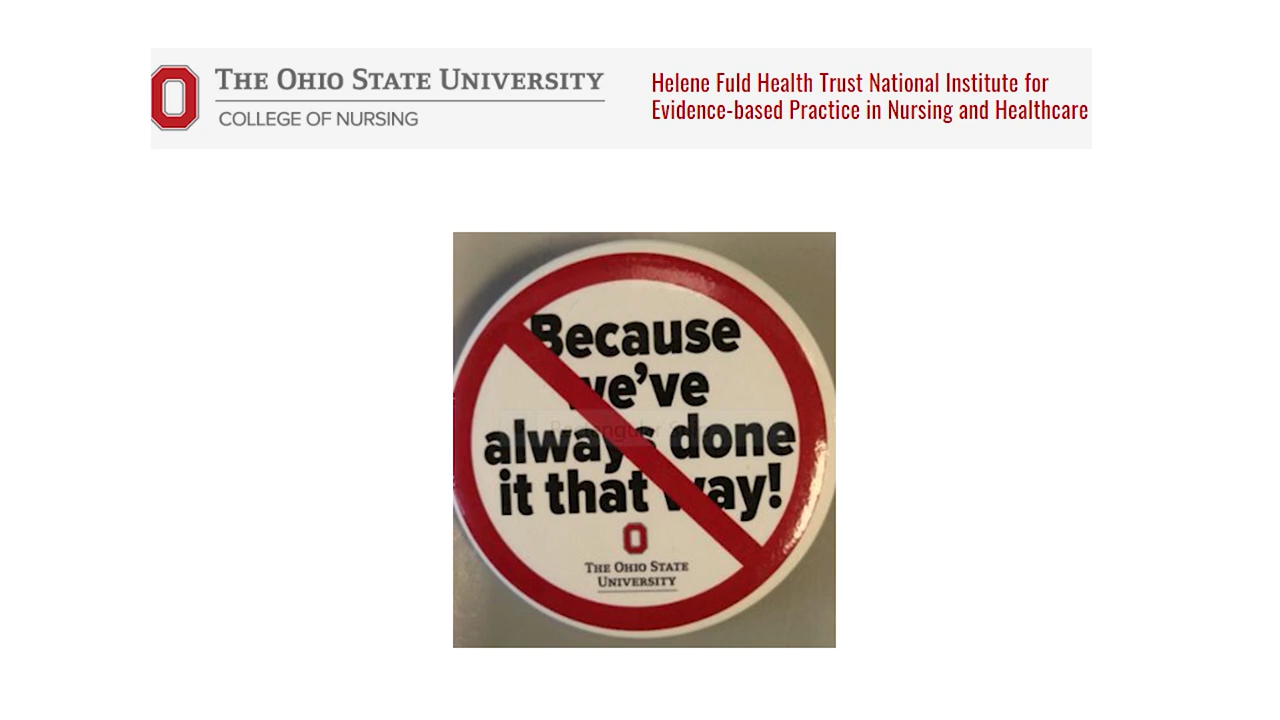 THE OHIO STATE UNIVERSITY
COLLEGE OF NURSING
Helene Fuld Health Trust National Institute for
Evidence-based Practice in Nursing and Healthcare
Because
we've
always done
it that way!
THE OHIO STATE
UNIVERSITY